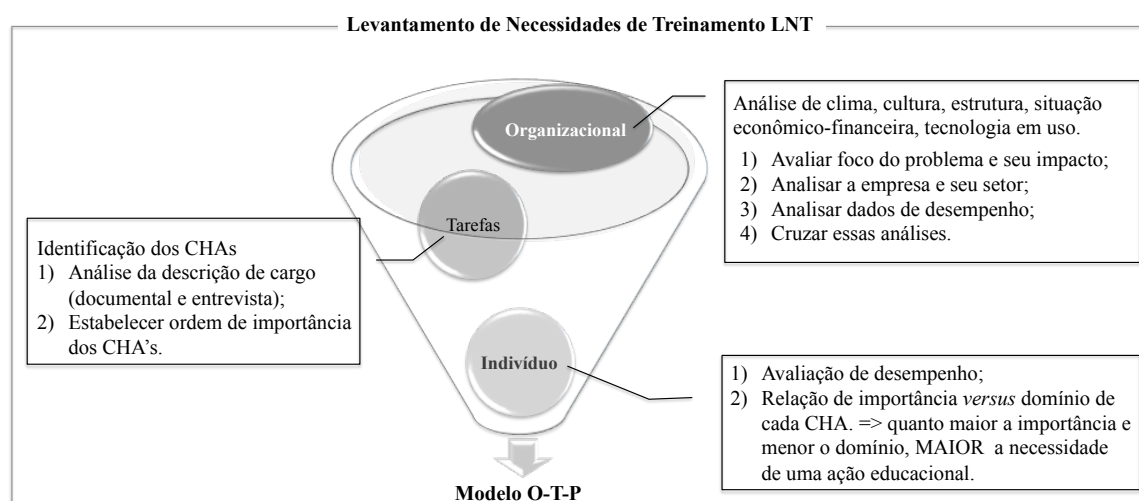 Levantamento de Necessidades de Treinamento LNT
Organizacional
Análise de clima, cultura, estrutura, situação
econômico-financeira, tecnologia em uso.
1) Avaliar foco do problema e seu impacto;
2) Analisar a empresa e seu setor;
3) Analisar dados de desempenho;
4) Cruzar essas análises.
Tarefas
Identificação dos CHAs
1) Análise da descrição de cargo
(documental e entrevista);
2) Estabelecer ordem de importância
dos CHA’s.
Indivíduo
1) Avaliação de desempenho;
2) Relação de importância versus domínio de
cada CHA. => quanto maior a importância e
menor o domínio, MAIOR a necessidade
de uma ação educacional.
Modelo O-T-P